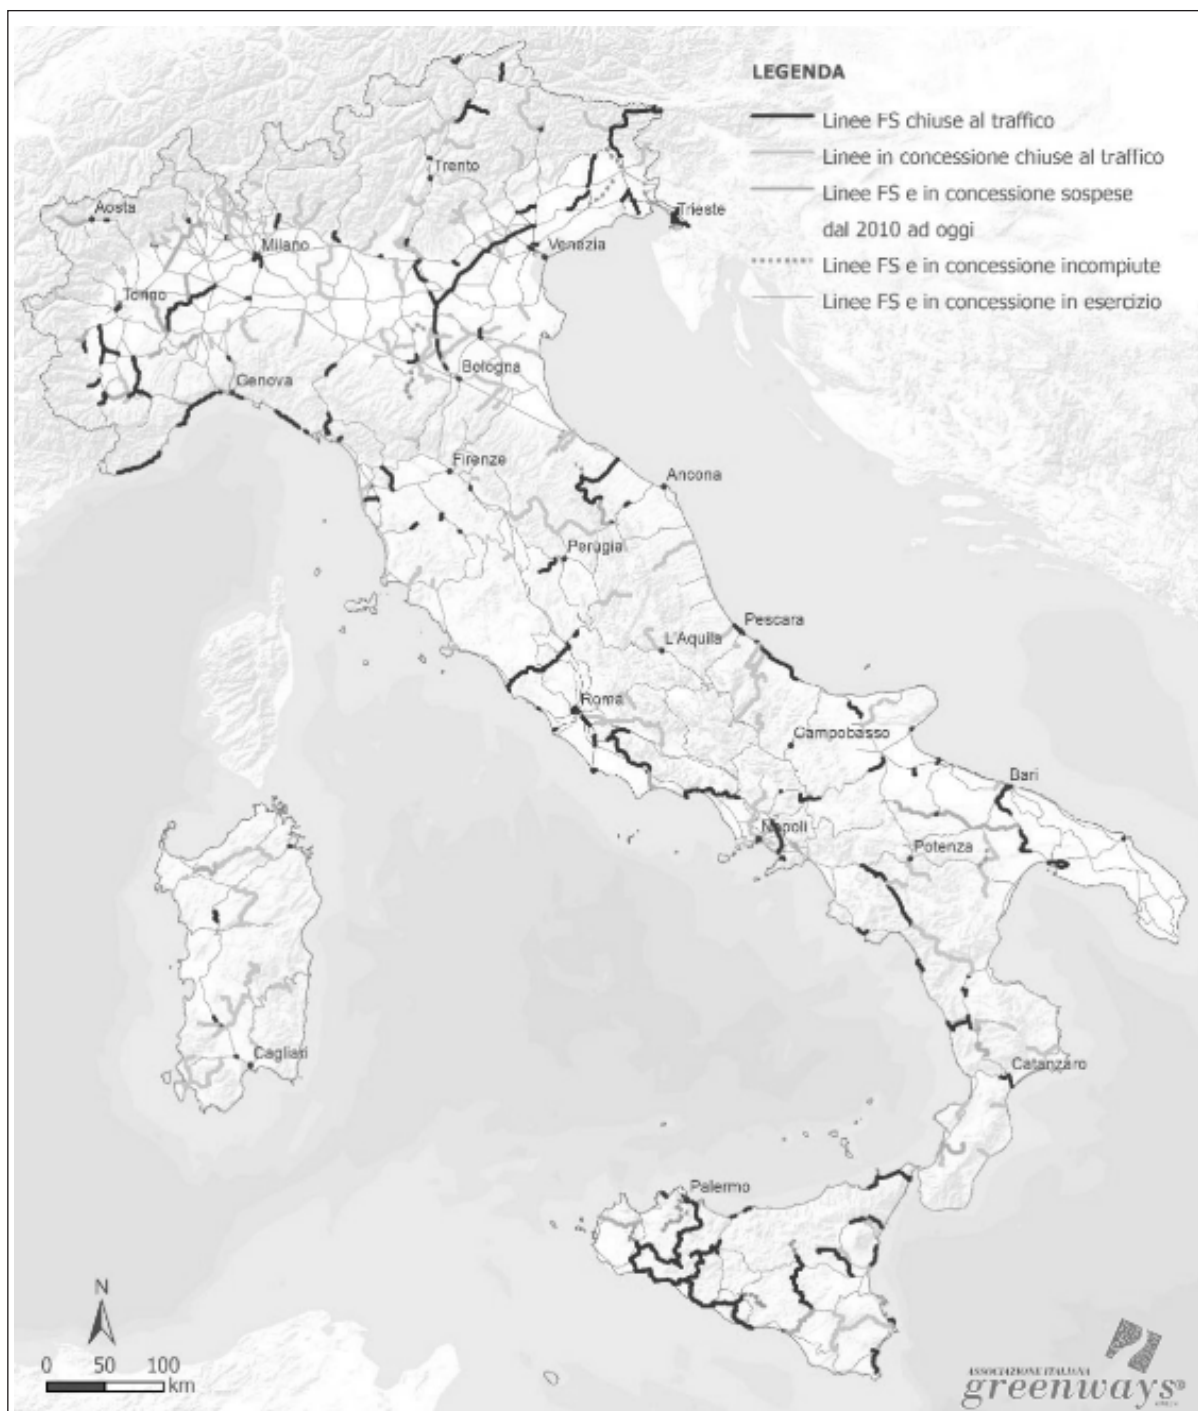 LEGENDA
Linee FS chiuse al traffico
Linee in concessione chiuse al traffico
Linee FS e in concessione sospese
dal 2010 ad oggi
Linee FS e in concessione incompiute
Linee FS e in concessione in esercizio
Trento
Aosta
Trieste
Milano
Venezia
Torino
Bologna
Genova
Firenze
Ancona
Perugia
Pescara
L'Aquila
Roma
Campobasso
Bari
Napoli
Potenza
Cagliari
Catanzaro
Palermo
N
0 50 100
km
ASSOCIAZIONE ITALIANA
greenways®